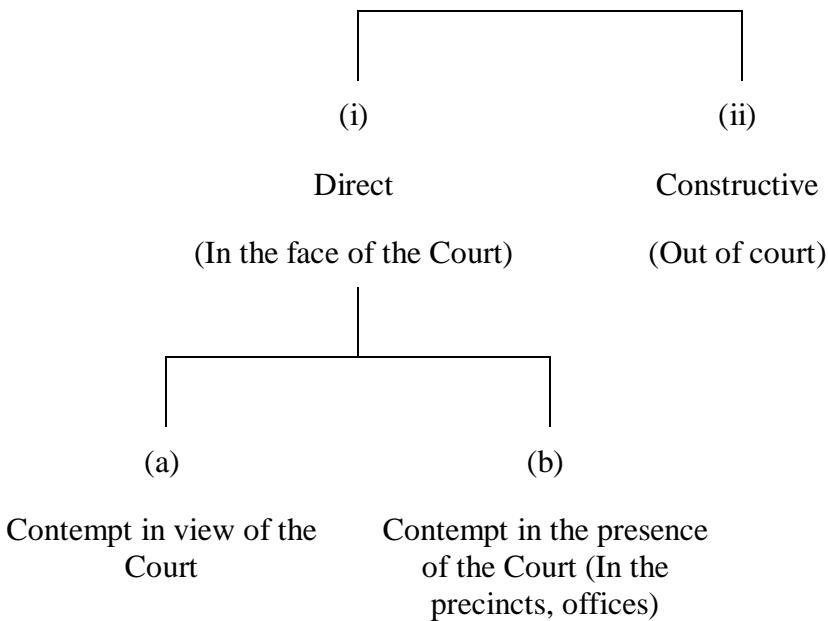 (i)
(ii)
Direct
Constructive
(In the face of the Court)
(Out of court)
(a)
(b)
Contempt in view of the
Court
Contempt in the presence
of the Court (In the
precincts, offices)